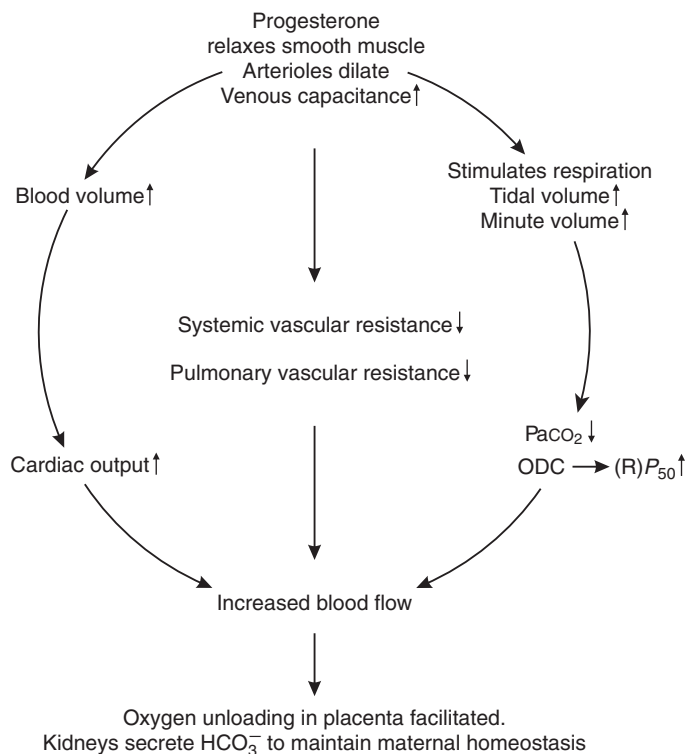 Progesterone
relaxes smooth muscle
Arterioles dilate
Venous capacitance↑
Blood volume↑
Stimulates respiration
Tidal volume↑
Minute volume↑
Systemic vascular resistance↓
Pulmonary vascular resistance↓
Cardiac output↑
PaCO₂↓
ODC → (R)P₅₀↑
Increased blood flow
Oxygen unloading in placenta facilitated.
Kidneys secrete HCO₃⁻ to maintain maternal homeostasis